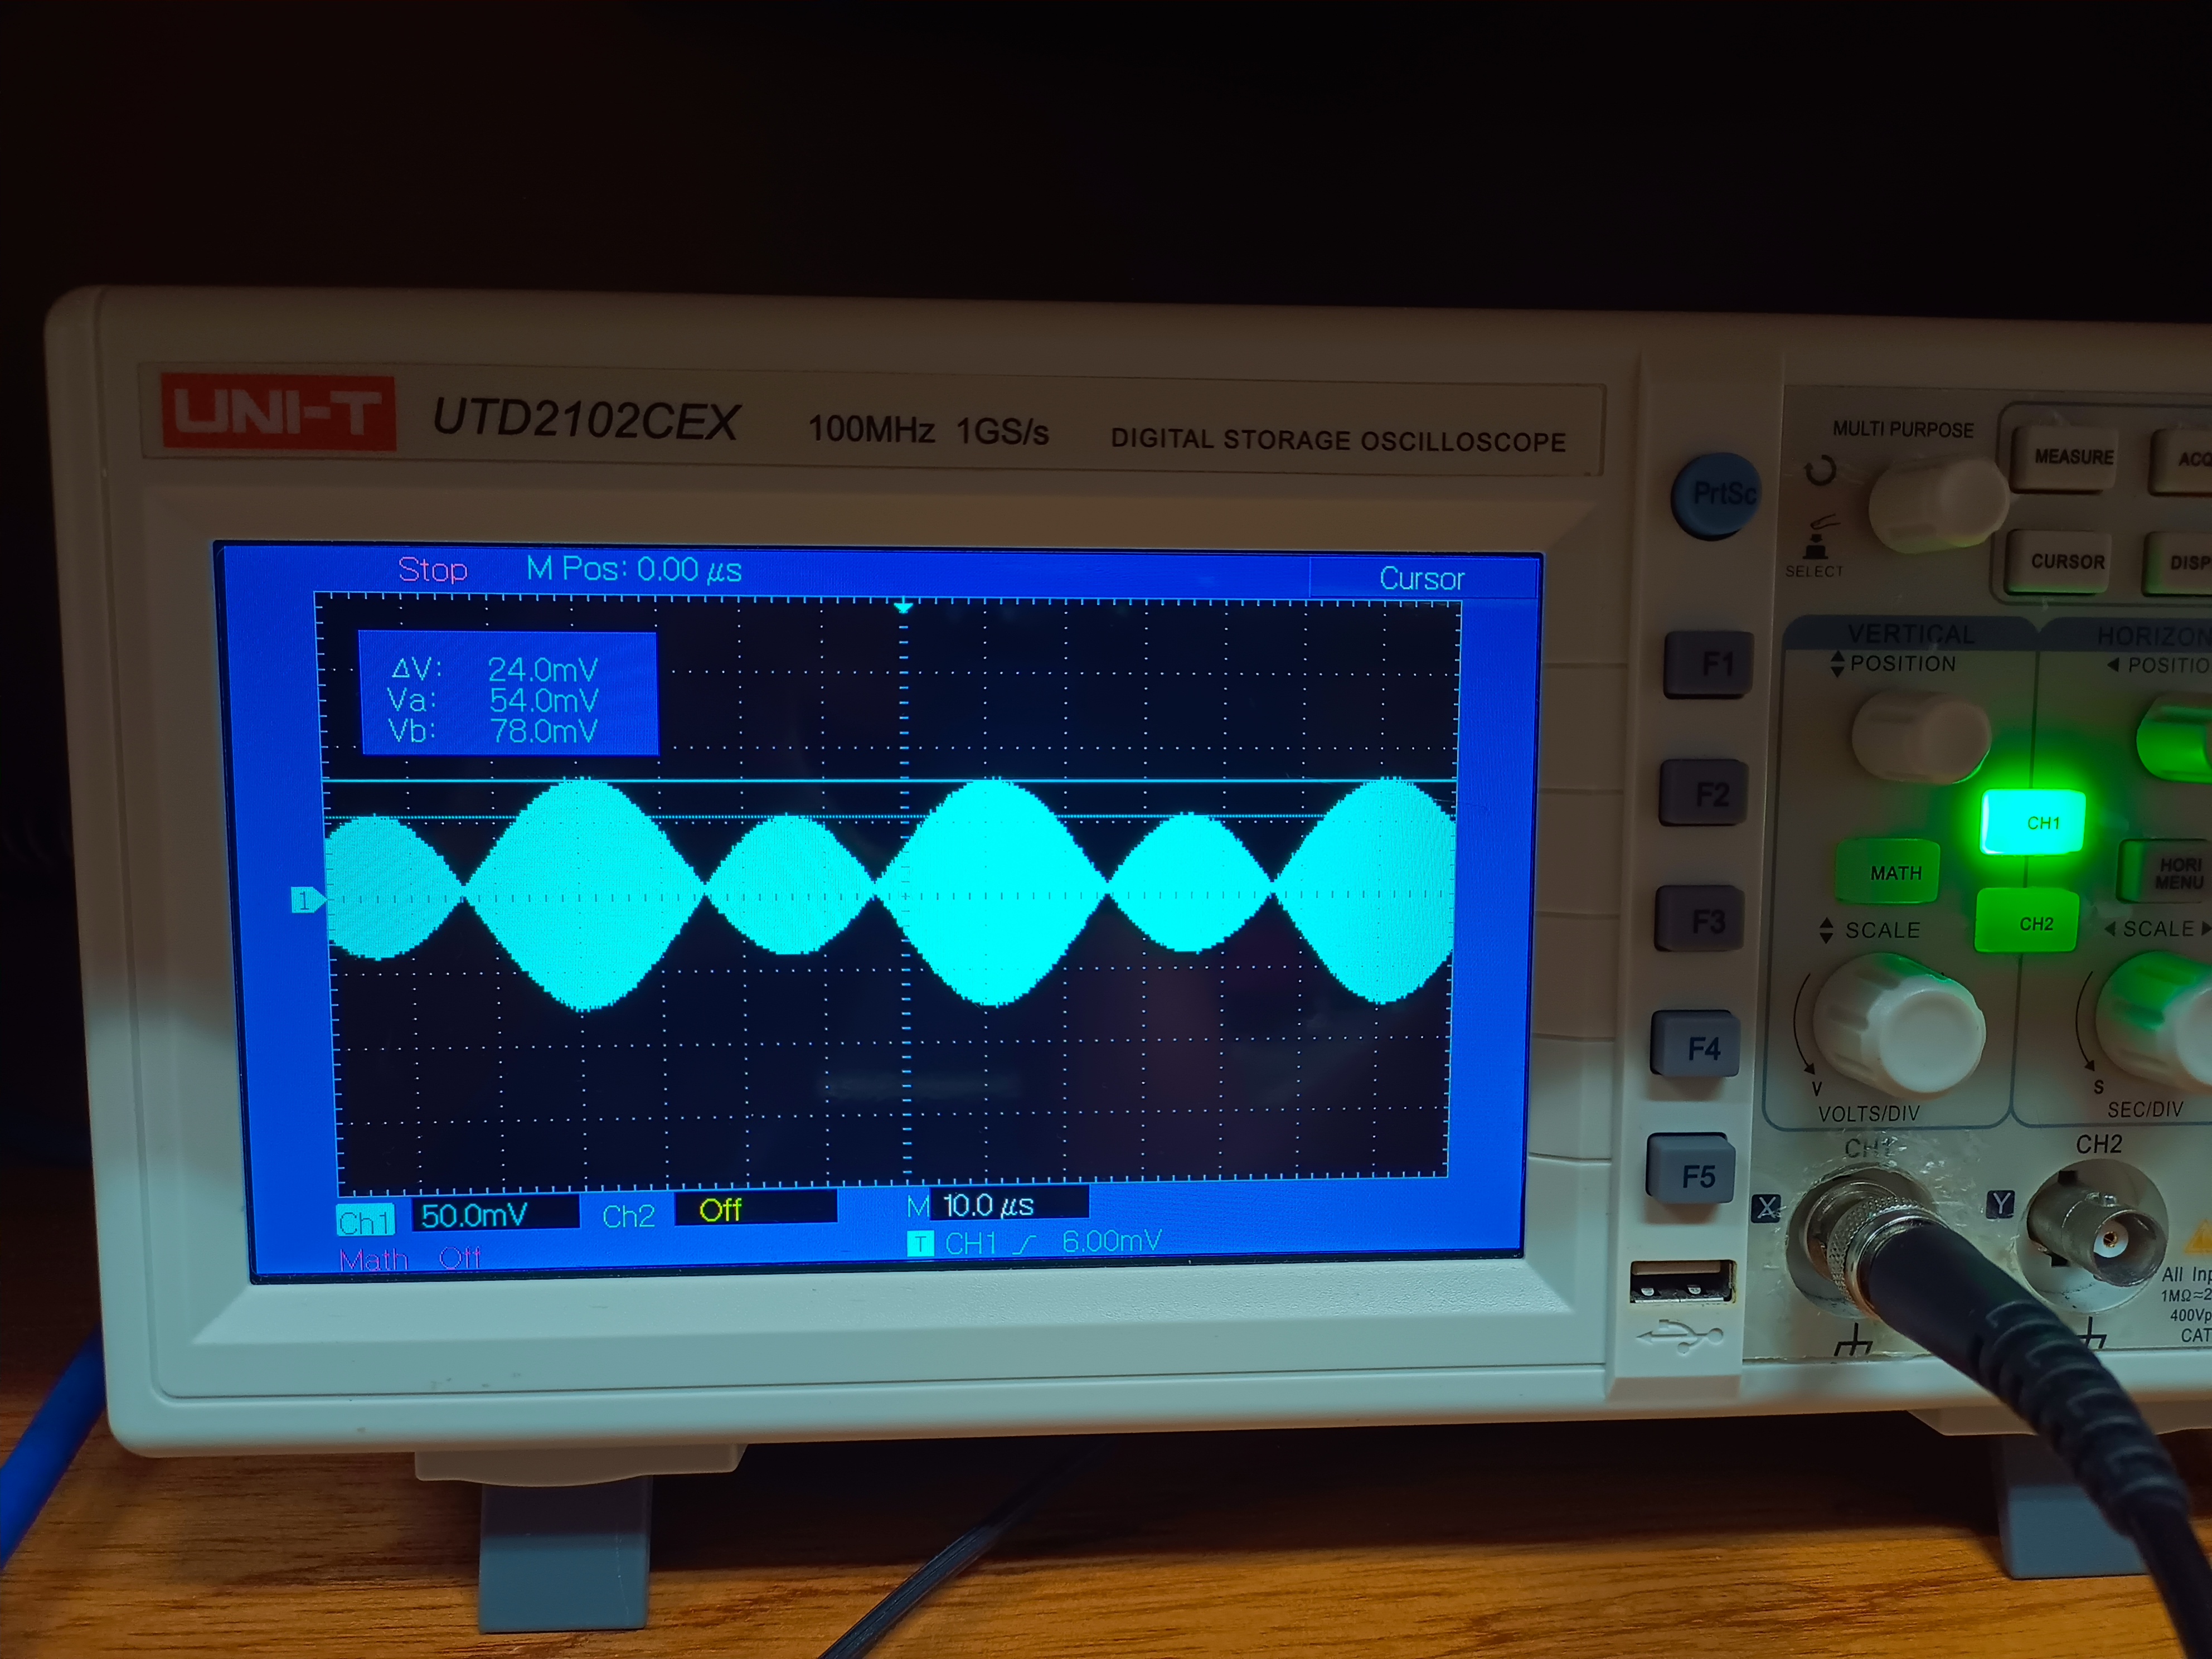 UNI-T UTD2102CEX 100MHz 1GS/s DIGITAL STORAGE OSCILLOSCOPE
Stop M Pos: 0.00 μs Cursor
ΔV: 24.0mV
Va: 54.0mV
Vb: 78.0mV
1
Ch1 50.0mV Ch2 Off M 10.0 μs
Math Off T CH1 6.00mV
PrtSc
F1
F2
F3
F4
F5
MULTI PURPOSE
SELECT
MEASURE ACQ
CURSOR DISP
VERTICAL HORIZON
POSITION POSITIO
CH1
MATH HORI MENU
CH2
SCALE SCALE
V S
VOLTS/DIV SEC/DIV
CH1 CH2
X Y
All Inp
1MΩ≈2
400Vp
CAT